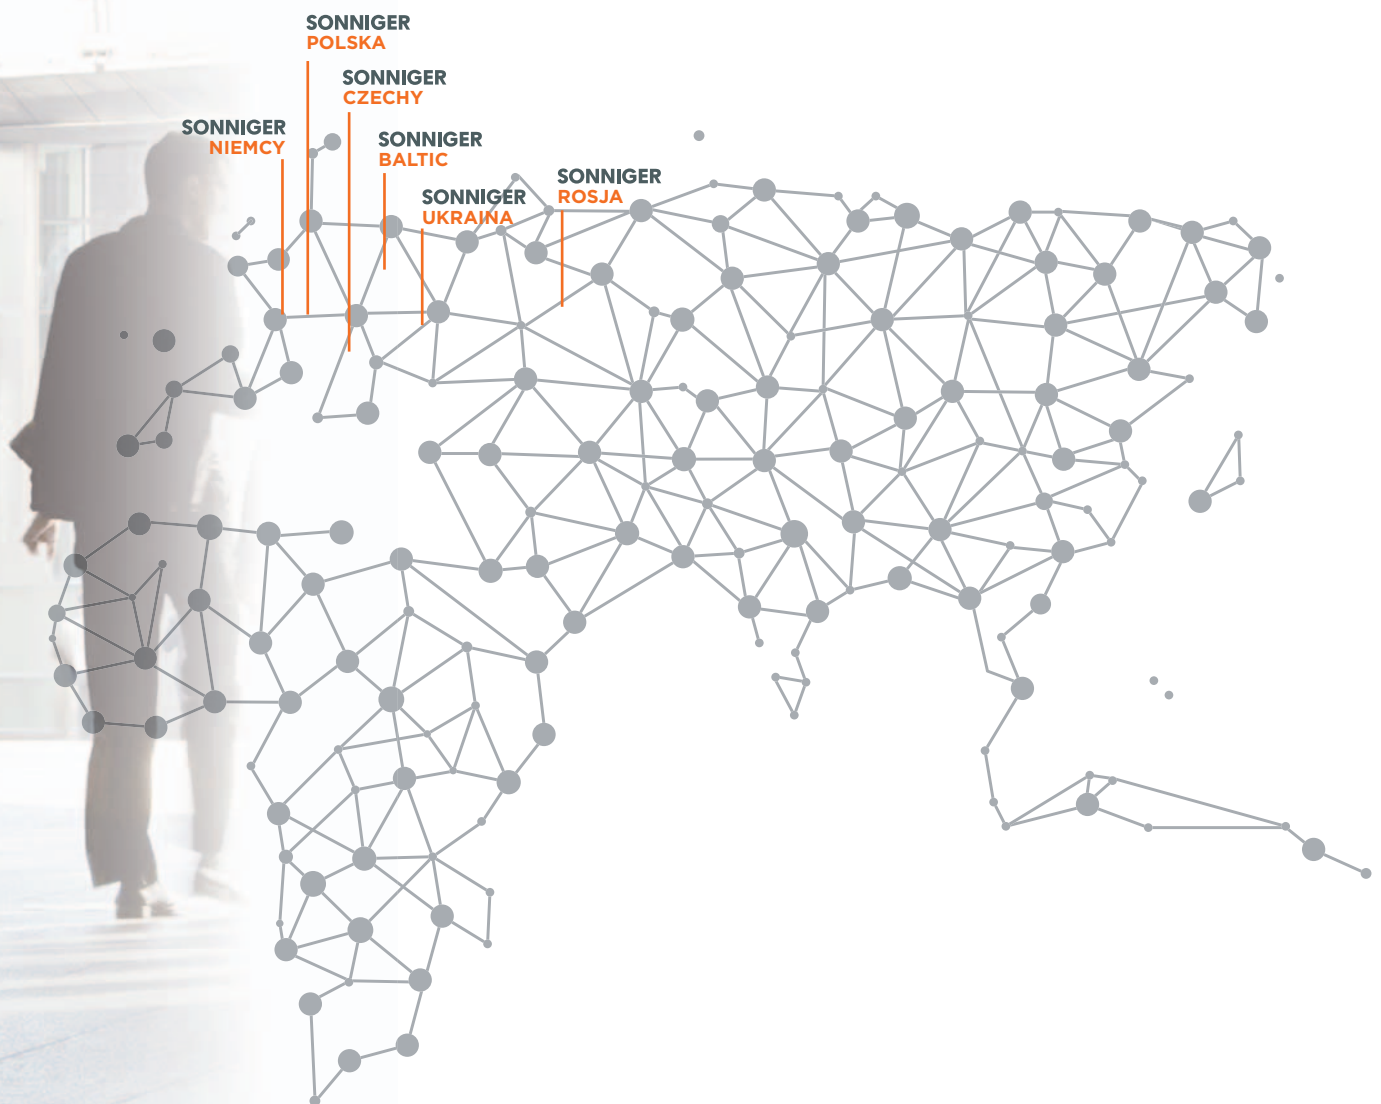 SONNIGER
POLSKA
SONNIGER
CZECHY
SONNIGER
NIEMCY
SONNIGER
BALTIC
SONNIGER
UKRAINA
SONNIGER
ROSJA